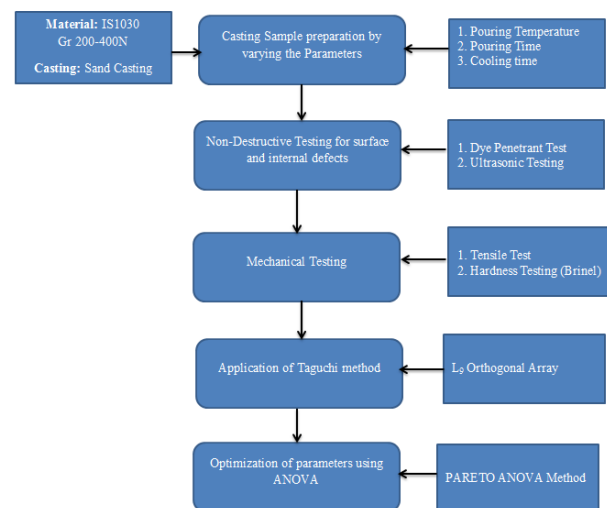 Material: IS1030
Gr 200-400N
Casting: Sand Casting
Casting Sample preparation by
varying the Parameters
1. Pouring Temperature
2. Pouring Time
3. Cooling time
Non-Destructive Testing for surface
and internal defects
1. Dye Penetrant Test
2. Ultrasonic Testing
Mechanical Testing
1. Tensile Test
2. Hardness Testing (Brinel)
Application of Taguchi method
L₉ Orthogonal Array
Optimization of parameters using
ANOVA
PARETO ANOVA Method